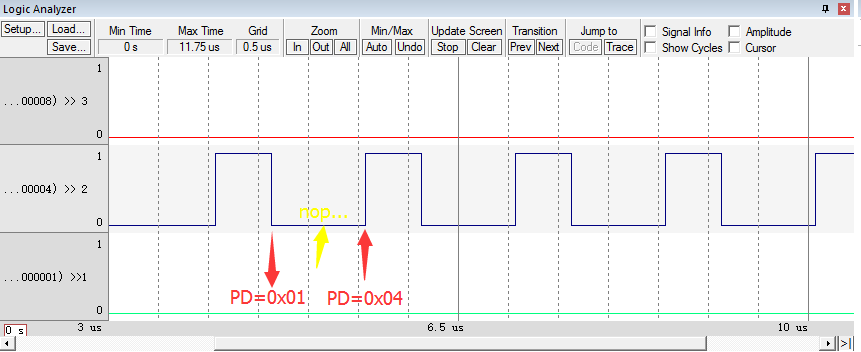 Logic Analyzer
Setup... Load... Min Time Max Time Grid Zoom Min/Max Update Screen Transition Jump to Signal Info Amplitude
Save... 0 s 11.75 us 0.5 us In Out All Auto Undo Stop Clear Prev Next Code Trace Show Cycles Cursor
1
...00008) >> 3
0
1
...00004) >> 2
nop...
0
1
...000001) >>1
PD=0x01 PD=0x04
0
0 s 3 us 6.5 us 10 us